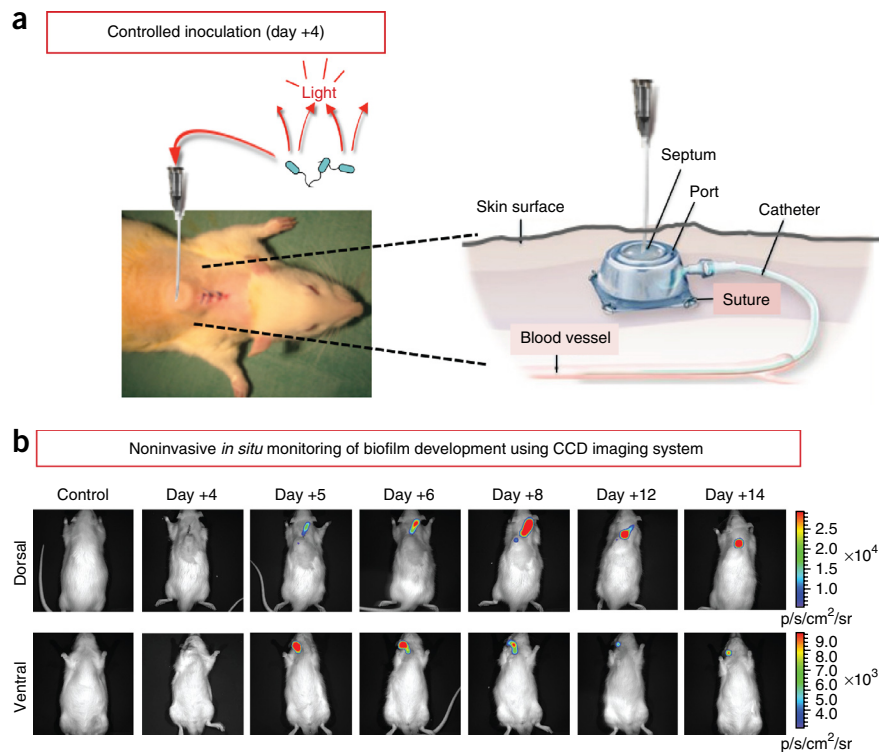 a
Controlled inoculation (day +4)
Light
Septum
Port
Skin surface
Catheter
Suture
Blood vessel
b
Noninvasive in situ monitoring of biofilm development using CCD imaging system
Control Day +4 Day +5 Day +6 Day +8 Day +12 Day +14
Dorsal
2.5
2.0
1.5
1.0
×10⁴
p/s/cm²/sr
Ventral
9.0
8.0
7.0
6.0
5.0
4.0
×10³
p/s/cm²/sr